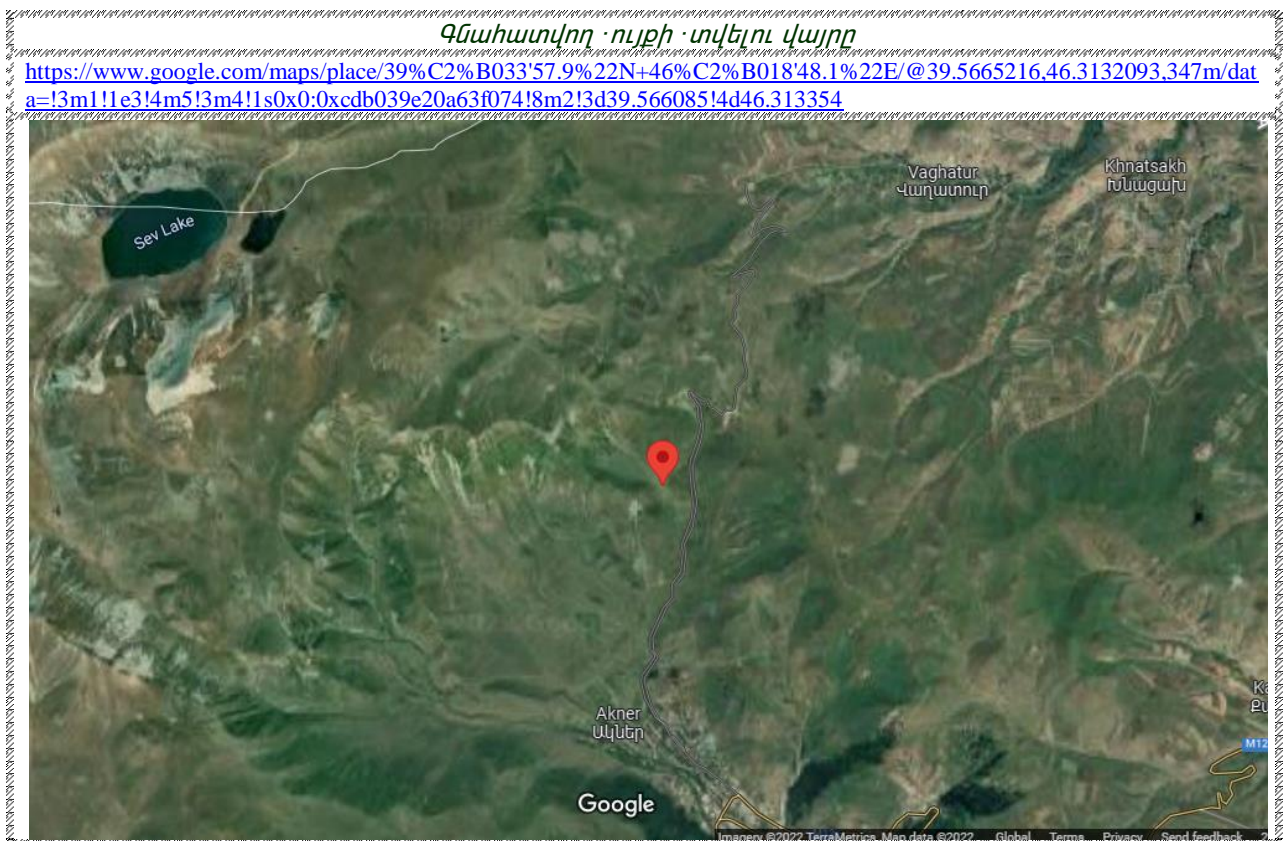 Գնահատվող ·ույքի ·տվելու վայրը
https://www.google.com/maps/place/39%C2%B033'57.9%22N+46%C2%B018'48.1%22E/@39.5665216,46.3132093,347m/dat
a=!3m1!1e3!4m5!3m4!1s0x0:0xcdb039e20a63f074!8m2!3d39.566085!4d46.313354
Vaghatur
Վաղատուր
Khnatsakh
Խնացախ
Sev Lake
Akner
Ակներ
M12
Google
Imagery ©2022 TerraMetrics, Map data ©2022 Global Terms Privacy Send feedback